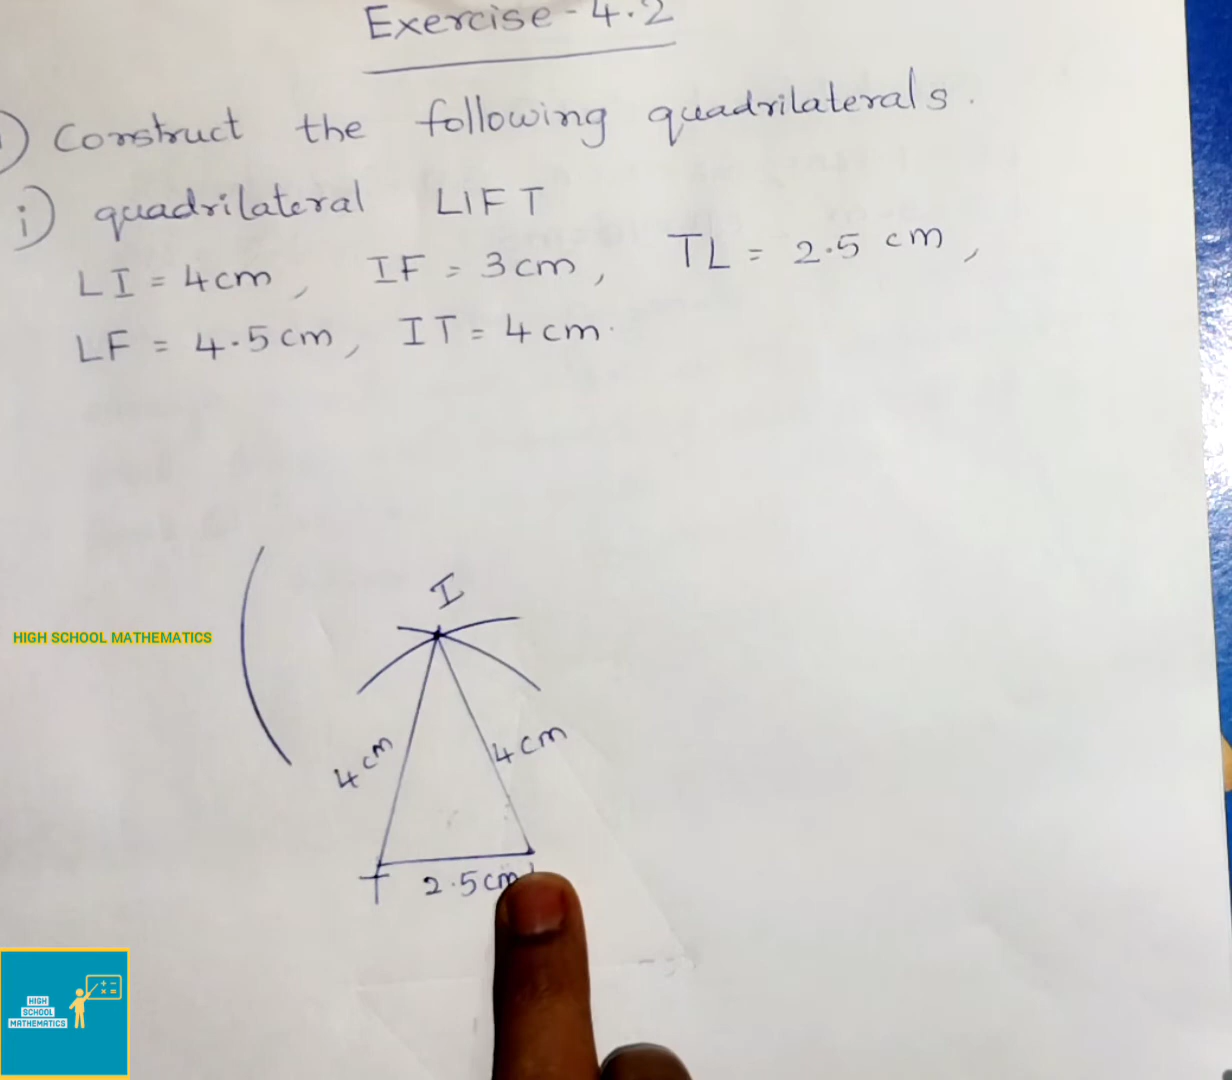 Exercise - 4.2
) Construct the following quadrilaterals.
i) quadrilateral LIFT
LI = 4cm, IF = 3cm, TL = 2.5 cm,
LF = 4.5cm, IT = 4cm.
I
HIGH SCHOOL MATHEMATICS
4cm 4cm
T 2.5cm
HIGH
SCHOOL
MATHEMATICS